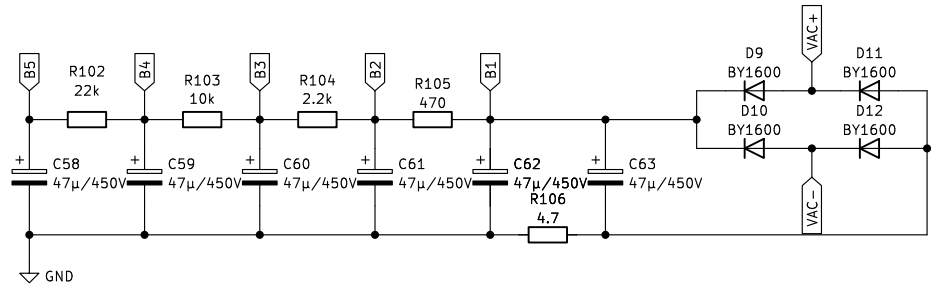 B5
R102
22k
B4
R103
10k
B3
R104
2.2k
B2
R105
470
B1
D9
BY1600
VAC+
D11
BY1600
D10
BY1600
D12
BY1600
+
C58
47µ/450V
+
C59
47µ/450V
+
C60
47µ/450V
+
C61
47µ/450V
+
C62
47µ/450V
+
C63
47µ/450V
R106
4.7
VAC-
GND